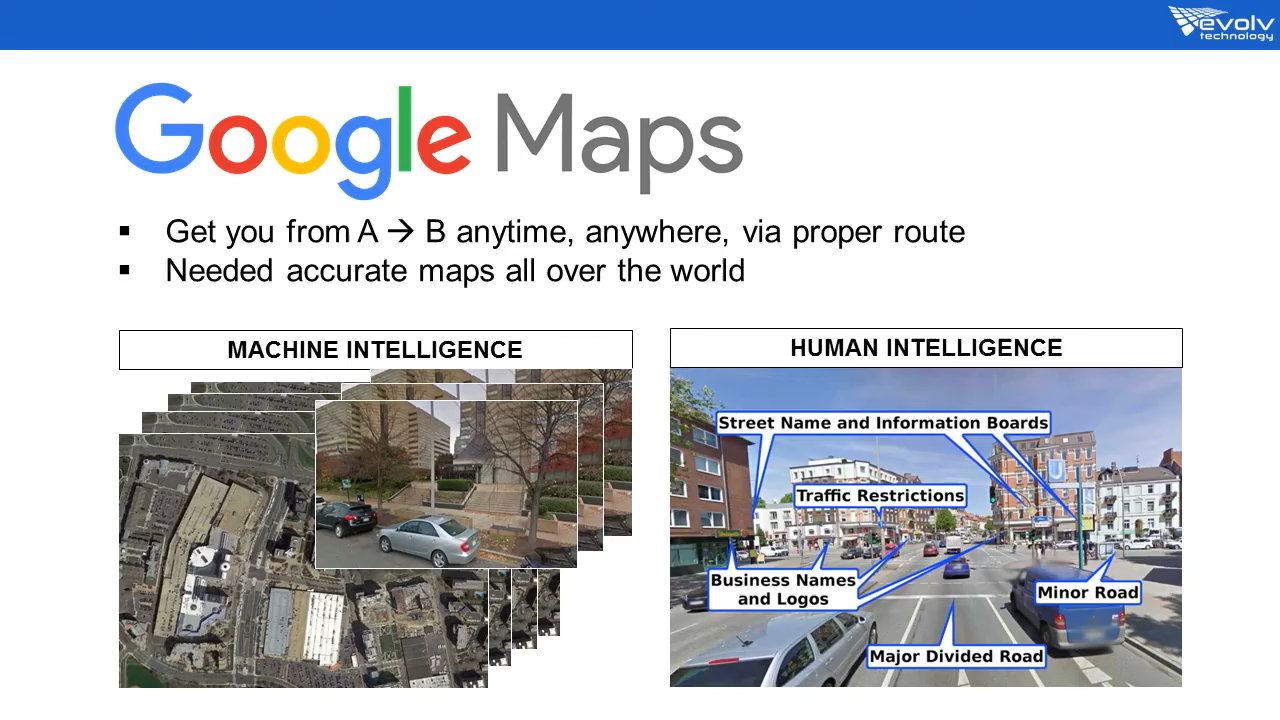 evolv
technology
Google Maps
▪ Get you from A → B anytime, anywhere, via proper route
▪ Needed accurate maps all over the world
MACHINE INTELLIGENCE
HUMAN INTELLIGENCE
Street Name and Information Boards
Traffic Restrictions
Business Names
and Logos
Minor Road
Major Divided Road